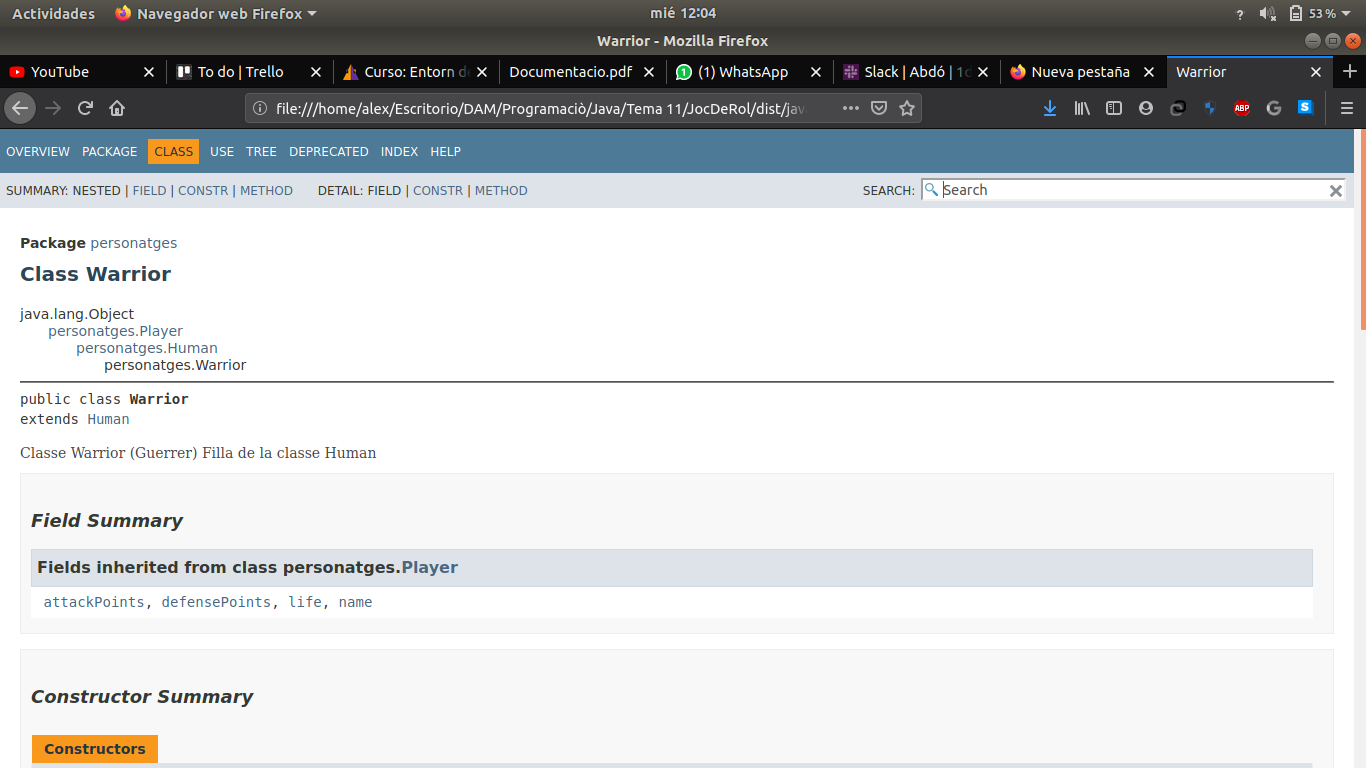 Actividades Navegador web Firefox mié 12:04 ? 53 %
Warrior - Mozilla Firefox
YouTube To do | Trello Curso: Entorn de Documentacio.pdf (1) WhatsApp Slack | Abdó | 1d Nueva pestaña Warrior
file:///home/alex/Escritorio/DAM/Programaciò/Java/Tema 11/JocDeRol/dist/jav ABP G S
OVERVIEW PACKAGE CLASS USE TREE DEPRECATED INDEX HELP
SUMMARY: NESTED | FIELD | CONSTR | METHOD DETAIL: FIELD | CONSTR | METHOD SEARCH: Search
Package personatges
Class Warrior
java.lang.Object
personatges.Player
personatges.Human
personatges.Warrior
public class Warrior
extends Human
Classe Warrior (Guerrer) Filla de la classe Human
Field Summary
Fields inherited from class personatges.Player
attackPoints, defensePoints, life, name
Constructor Summary
Constructors